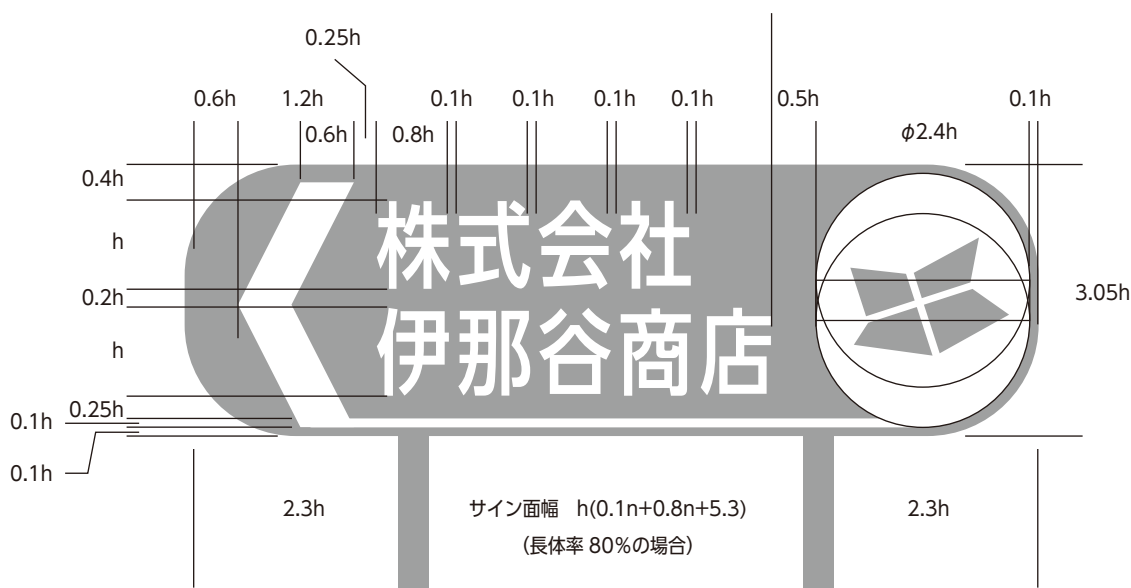 0.25h
0.6h 1.2h 0.1h 0.1h 0.1h 0.1h 0.5h 0.1h
0.6h 0.8h φ2.4h
0.4h
h
0.2h
h
0.25h
0.1h
0.1h
株式会社
伊那谷商店
3.05h
2.3h
サイン面幅 h(0.1n+0.8n+5.3)
(長体率 80%の場合)
2.3h